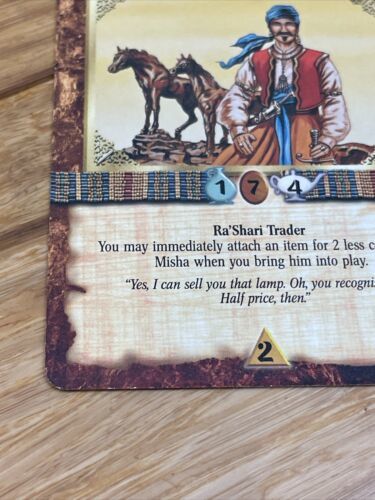 1 7 4
Ra'Shari Trader
You may immediately attach an item for 2 less
Misha when you bring him into play.
"Yes, I can sell you that lamp. Oh, you
Half price, then."
2